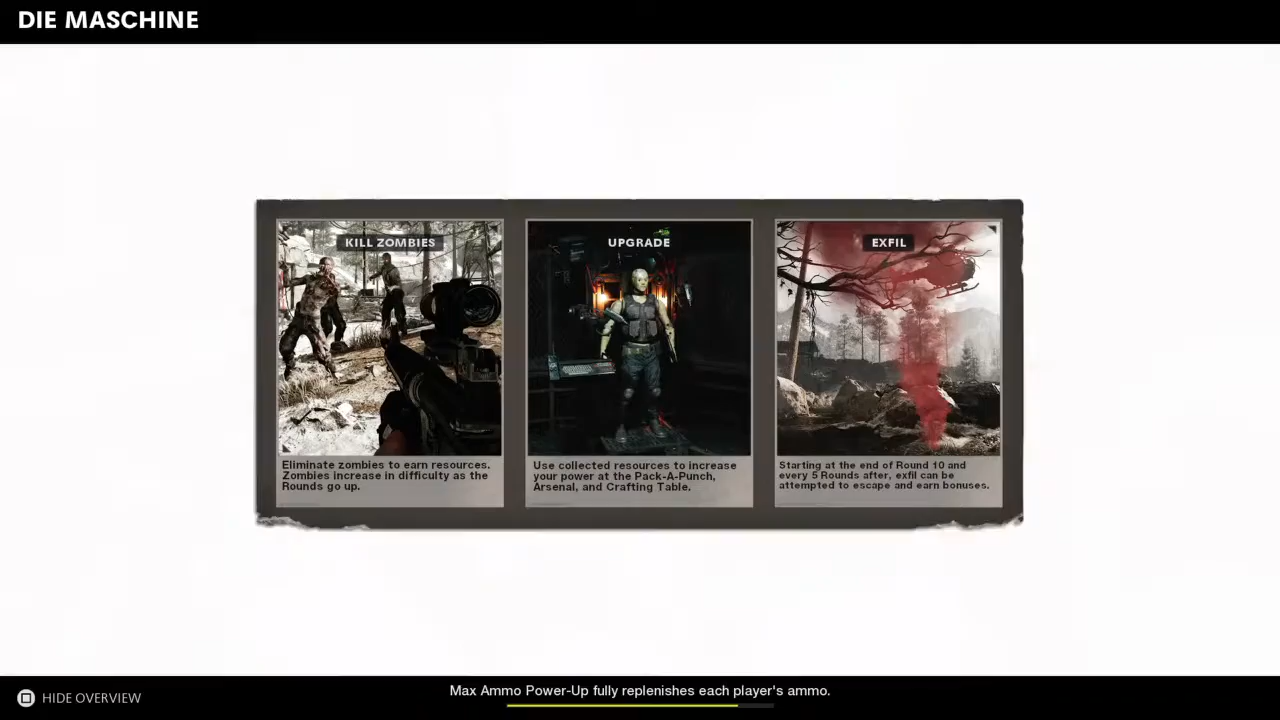 DIE MASCHINE
KILL ZOMBIES
Eliminate zombies to earn resources.
Zombies increase in difficulty as the
Rounds go up.
UPGRADE
Use collected resources to increase
your power at the Pack-A-Punch,
Arsenal, and Crafting Table.
EXFIL
Starting at the end of Round 10 and
every 5 Rounds after, exfil can be
attempted to escape and earn bonuses.
HIDE OVERVIEW
Max Ammo Power-Up fully replenishes each player's ammo.